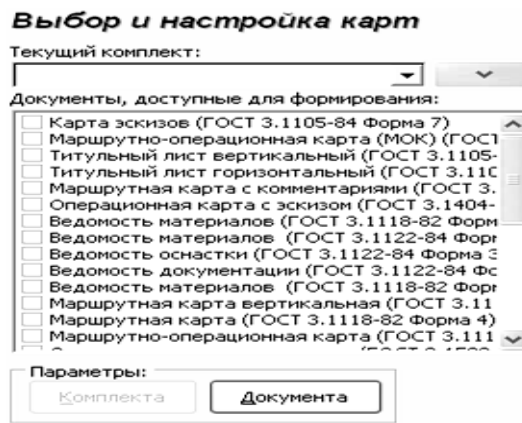 Выбор и настройка карт
Текущий комплект:
Документы, доступные для формирования:
Карта эскизов (ГОСТ 3.1105-84 Форма 7)
Маршрутно-операционная карта (МОК) (ГОСТ
Титульный лист вертикальный (ГОСТ 3.1105-
Титульный лист горизонтальный (ГОСТ 3.110
Маршрутная карта с комментариями (ГОСТ 3.
Операционная карта с эскизом (ГОСТ 3.1404-
Ведомость материалов (ГОСТ 3.1118-82 Форм
Ведомость материалов (ГОСТ 3.1122-84 Форм
Ведомость оснастки (ГОСТ 3.1122-84 Форма 3
Ведомость документации (ГОСТ 3.1122-84 Фо
Ведомость материалов (ГОСТ 3.1118-82 Форм
Маршрутная карта вертикальная (ГОСТ 3.11
Маршрутная карта (ГОСТ 3.1118-82 Форма 4)
Маршрутно-операционная карта (ГОСТ 3.111
Параметры:
Комплекта
Документа